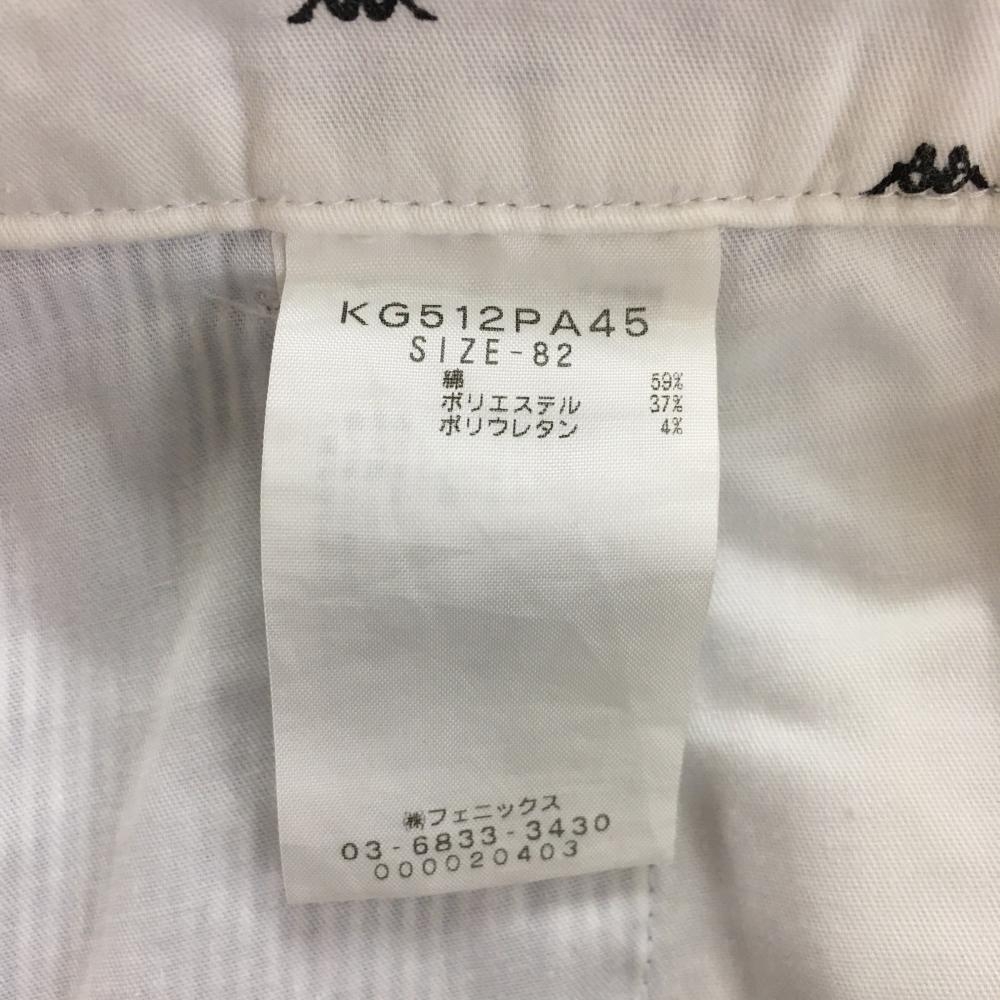 KG512PA45
SIZE-82
綿 59%
ポリエステル 37%
ポリウレタン 4%
㈱フェニックス
03-6833-3430
000020403